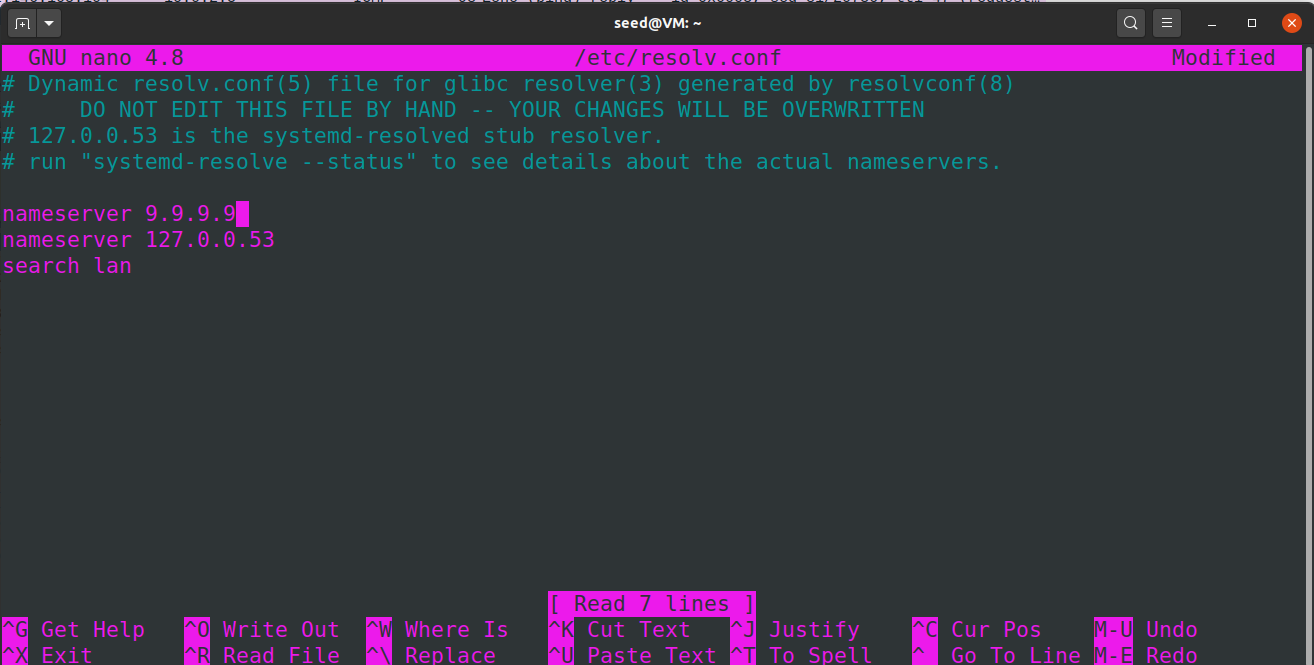 seed@VM: ~
GNU nano 4.8 /etc/resolv.conf Modified
# Dynamic resolv.conf(5) file for glibc resolver(3) generated by resolvconf(8)
#     DO NOT EDIT THIS FILE BY HAND -- YOUR CHANGES WILL BE OVERWRITTEN
# 127.0.0.53 is the systemd-resolved stub resolver.
# run "systemd-resolve --status" to see details about the actual nameservers.
nameserver 9.9.9.9
nameserver 127.0.0.53
search lan
[ Read 7 lines ]
^G Get Help ^O Write Out ^W Where Is ^K Cut Text ^J Justify ^C Cur Pos M-U Undo
^X Exit ^R Read File ^\ Replace ^U Paste Text ^T To Spell ^ Go To Line M-E Redo